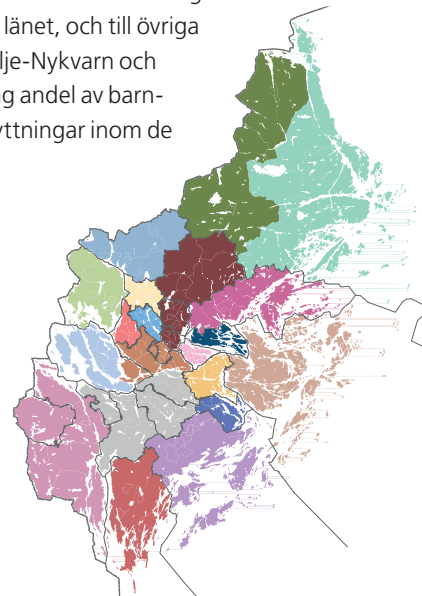 länet, och till övriga
lje-Nykvarn och
g andel av barn-
yttningar inom de